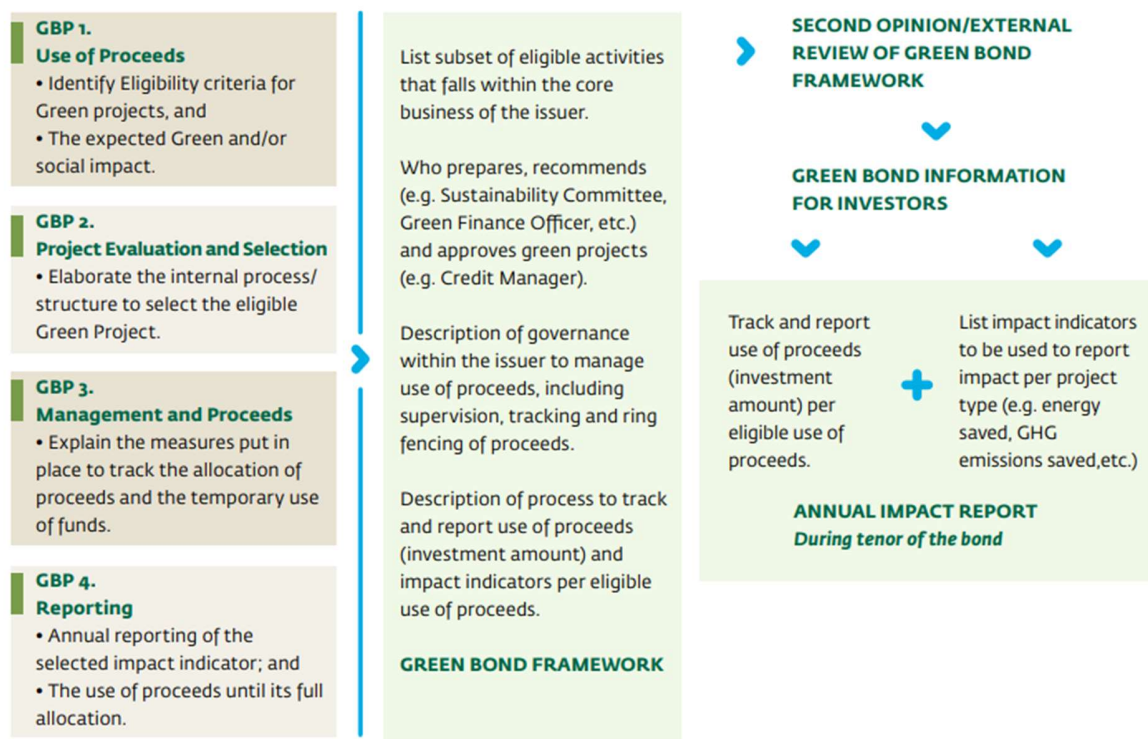 GBP 1.
Use of Proceeds
• Identify Eligibility criteria for
Green projects, and
• The expected Green and/or
social impact.
GBP 2.
Project Evaluation and Selection
• Elaborate the internal process/
structure to select the eligible
Green Project.
GBP 3.
Management and Proceeds
• Explain the measures put in
place to track the allocation of
proceeds and the temporary use
of funds.
GBP 4.
Reporting
• Annual reporting of the
selected impact indicator; and
• The use of proceeds until its full
allocation.
List subset of eligible activities
that falls within the core
business of the issuer.
Who prepares, recommends
(e.g. Sustainability Committee,
Green Finance Officer, etc.)
and approves green projects
(e.g. Credit Manager).
Description of governance
within the issuer to manage
use of proceeds, including
supervision, tracking and ring
fencing of proceeds.
Description of process to track
and report use of proceeds
(investment amount) and
impact indicators per eligible
use of proceeds.
GREEN BOND FRAMEWORK
SECOND OPINION/EXTERNAL
REVIEW OF GREEN BOND
FRAMEWORK
GREEN BOND INFORMATION
FOR INVESTORS
Track and report
use of proceeds
(investment
amount) per
eligible use of
proceeds.
List impact indicators
to be used to report
impact per project
type (e.g. energy
saved, GHG
emissions saved,etc.)
ANNUAL IMPACT REPORT
During tenor of the bond